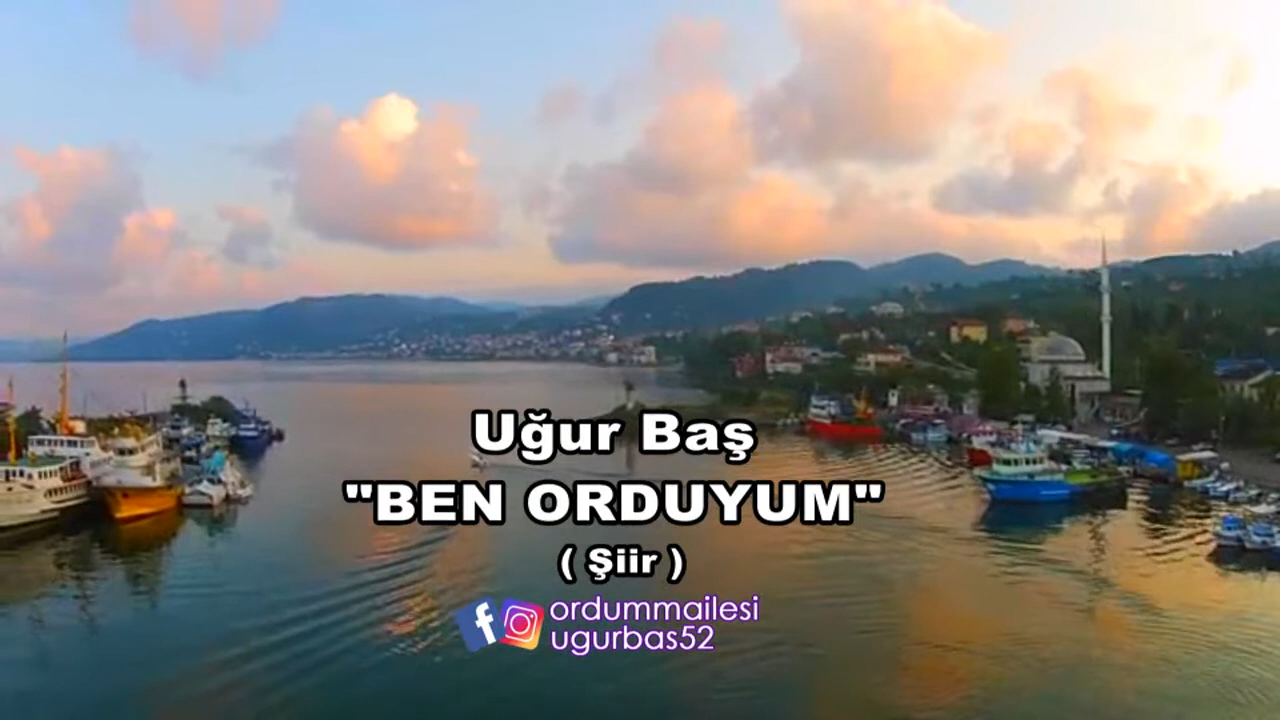 Uğur Baş
"BEN ORDUYUM"
( Şiir )
ordummailesi
ugurbas52